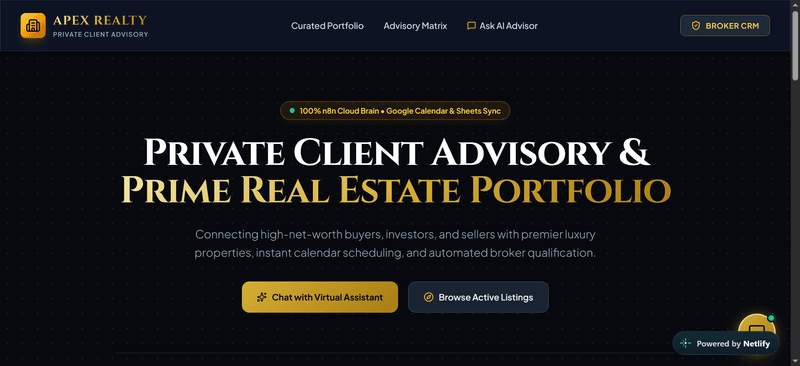 APEX REALTY
PRIVATE CLIENT ADVISORY
Curated Portfolio
Advisory Matrix
Ask AI Advisor
BROKER CRM
100% n8n Cloud Brain • Google Calendar & Sheets Sync
Private Client Advisory &
Prime Real Estate Portfolio
Connecting high-net-worth buyers, investors, and sellers with premier luxury
properties, instant calendar scheduling, and automated broker qualification.
Chat with Virtual Assistant
Browse Active Listings
Powered by Netlify